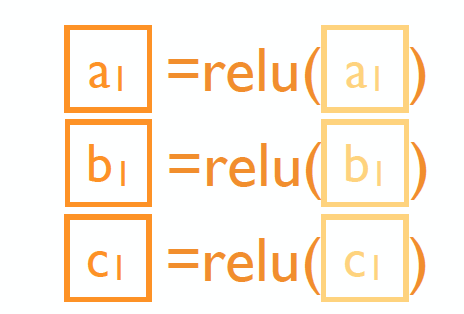 a₁ =relu( a₁ )
b₁ =relu( b₁ )
c₁ =relu( c₁ )